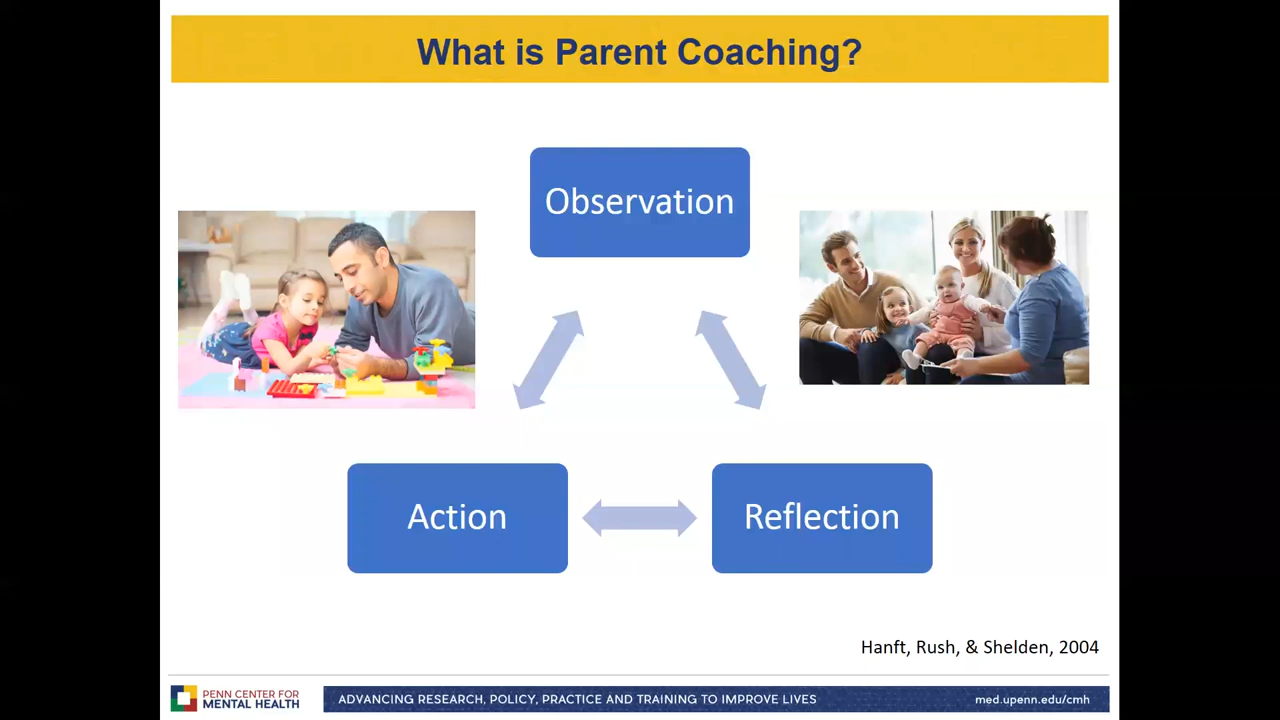 What is Parent Coaching?
Observation
Action
Reflection
Hanft, Rush, & Shelden, 2004
PENN CENTER FOR
MENTAL HEALTH
ADVANCING RESEARCH, POLICY, PRACTICE AND TRAINING TO IMPROVE LIVES
med.upenn.edu/cmh